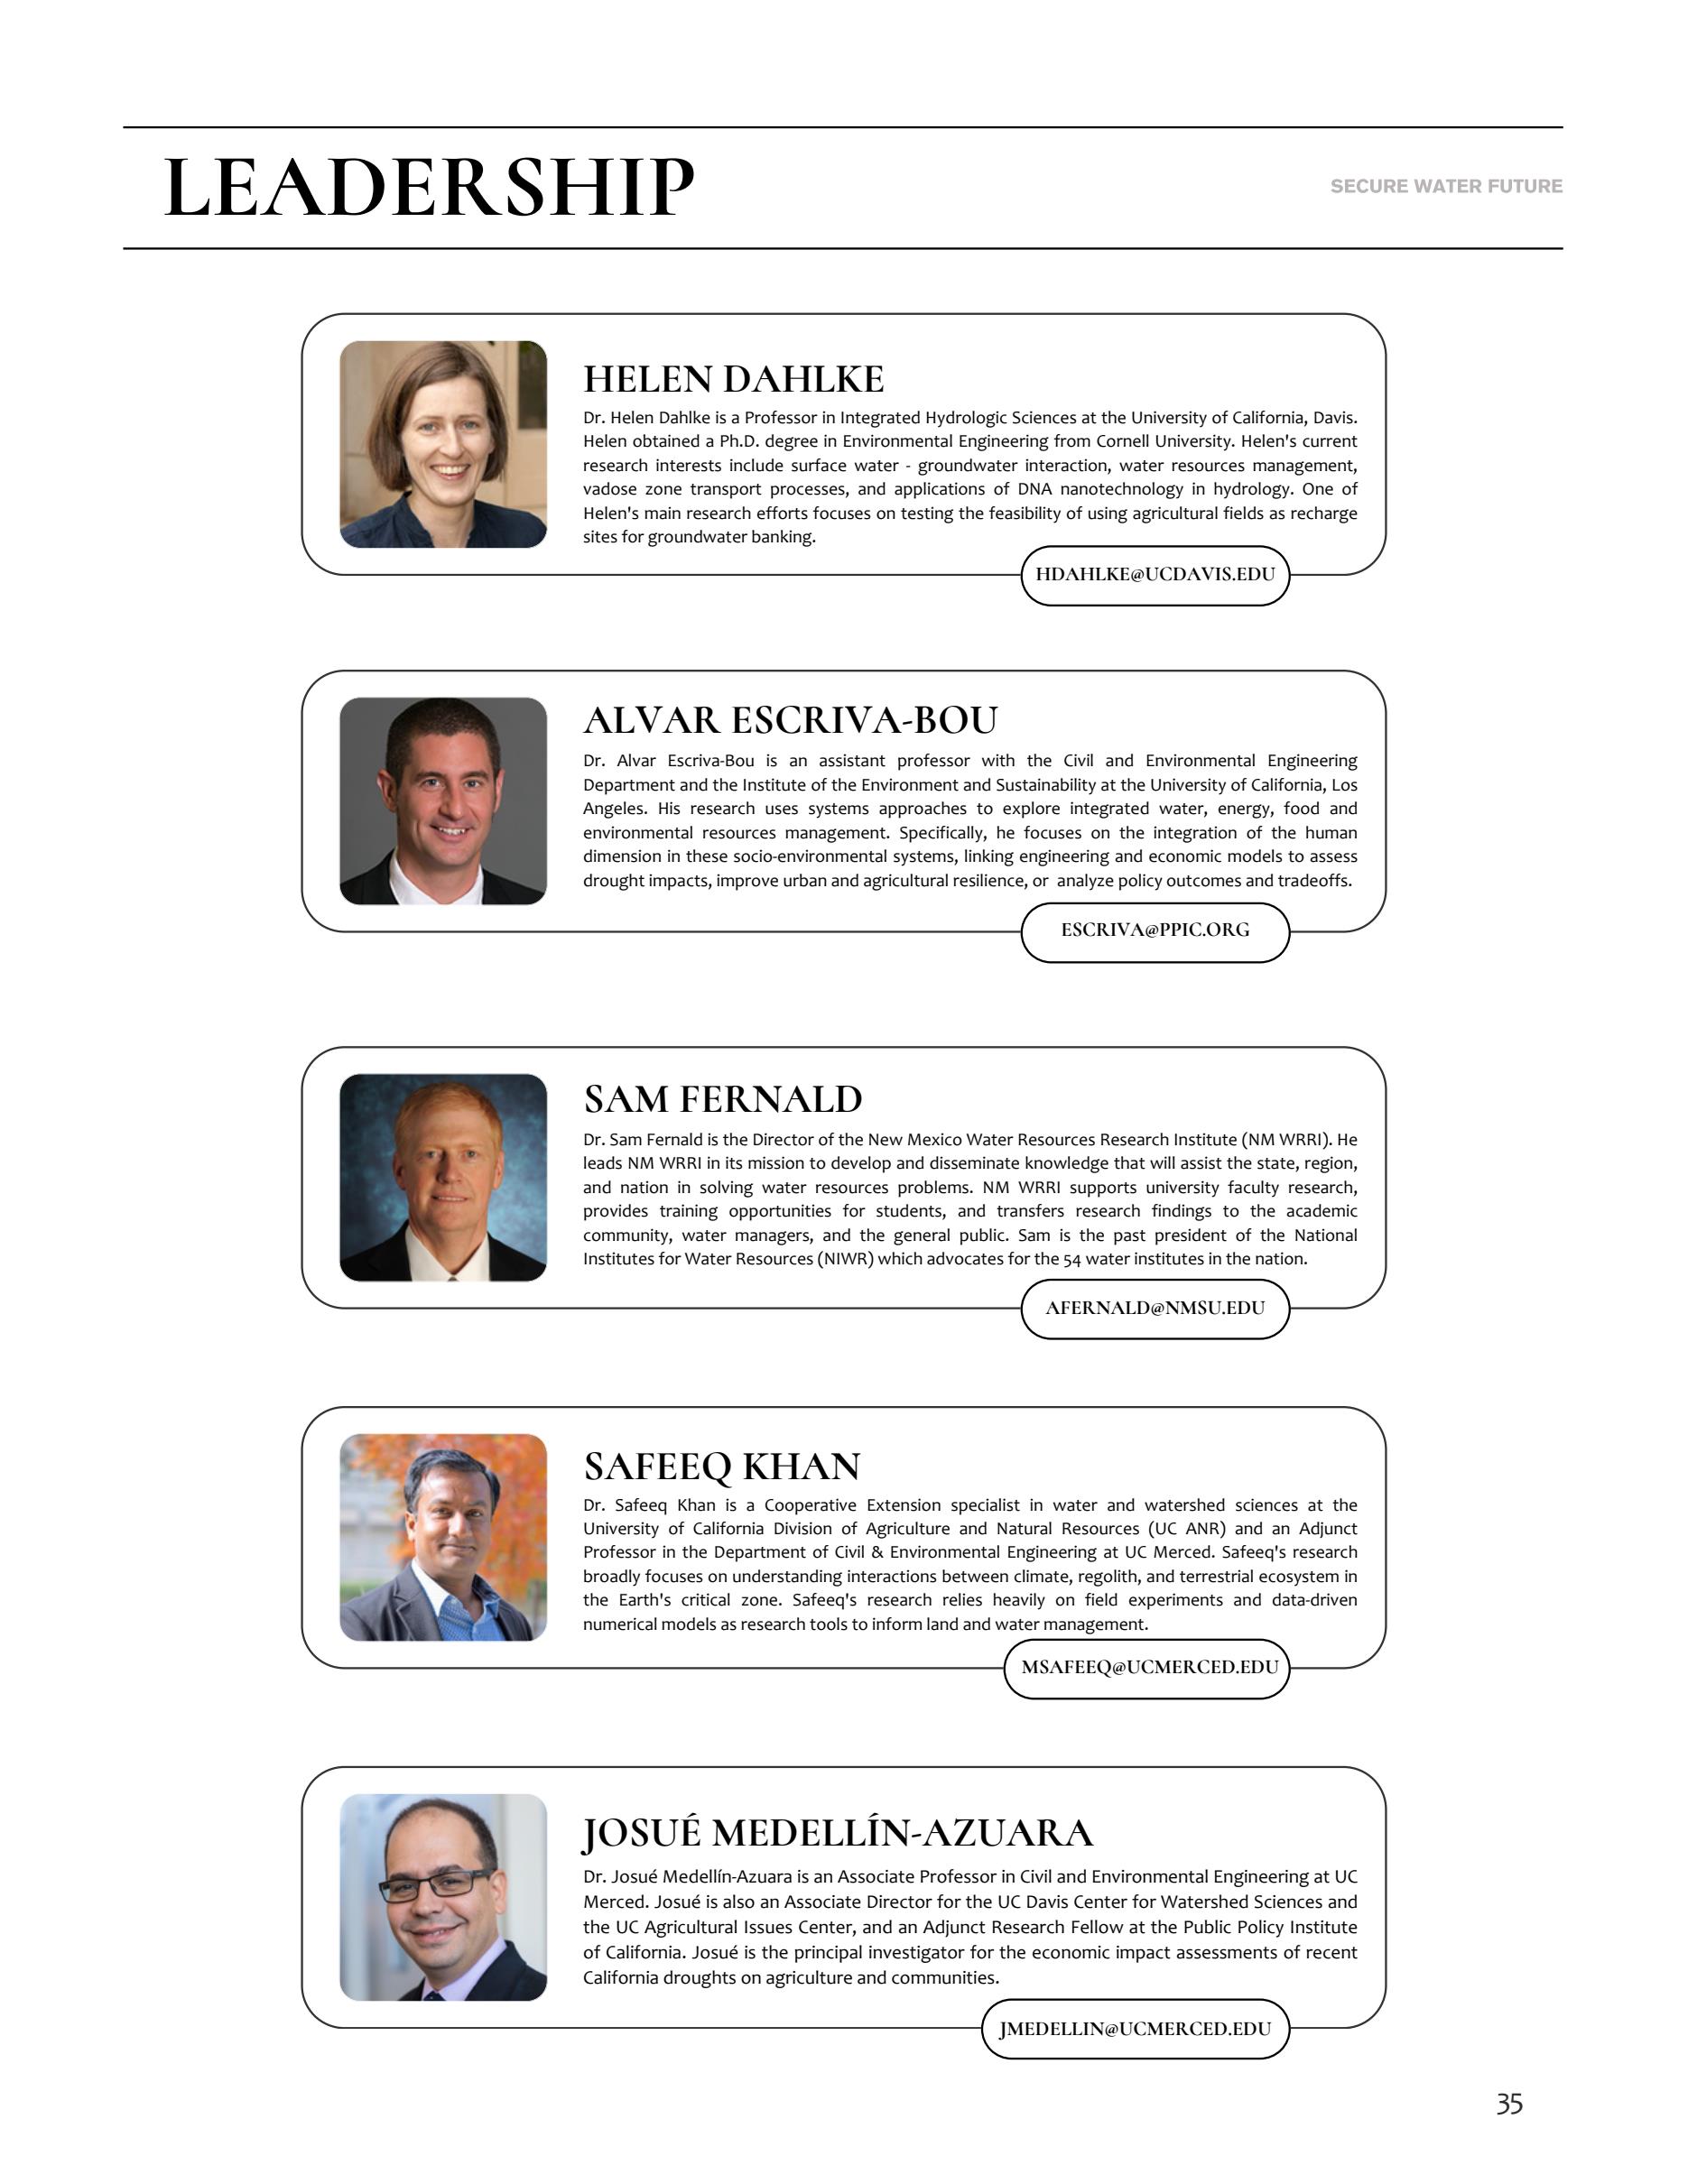 LEADERSHIP
SECURE WATER FUTURE
HELEN DAHLKE
Dr. Helen Dahlke is a Professor in Integrated Hydrologic Sciences at the University of California, Davis.
Helen obtained a Ph.D. degree in Environmental Engineering from Cornell University. Helen's current
research interests include surface water - groundwater interaction, water resources management,
vadose zone transport processes, and applications of DNA nanotechnology in hydrology. One of
Helen's main research efforts focuses on testing the feasibility of using agricultural fields as recharge
sites for groundwater banking.
HDAHLKE@UCDAVIS.EDU
ALVAR ESCRIVA-BOU
Dr. Alvar Escriva-Bou is an assistant professor with the Civil and Environmental Engineering
Department and the Institute of the Environment and Sustainability at the University of California, Los
Angeles. His research uses systems approaches to explore integrated water, energy, food and
environmental resources management. Specifically, he focuses on the integration of the human
dimension in these socio-environmental systems, linking engineering and economic models to assess
drought impacts, improve urban and agricultural resilience, or analyze policy outcomes and tradeoffs.
ESCRIVA@PPIC.ORG
SAM FERNALD
Dr. Sam Fernald is the Director of the New Mexico Water Resources Research Institute (NM WRRI). He
leads NM WRRI in its mission to develop and disseminate knowledge that will assist the state, region,
and nation in solving water resources problems. NM WRRI supports university faculty research,
provides training opportunities for students, and transfers research findings to the academic
community, water managers, and the general public. Sam is the past president of the National
Institutes for Water Resources (NIWR) which advocates for the 54 water institutes in the nation.
AFERNALD@NMSU.EDU
SAFEEQ KHAN
Dr. Safeeq Khan is a Cooperative Extension specialist in water and watershed sciences at the
University of California Division of Agriculture and Natural Resources (UC ANR) and an Adjunct
Professor in the Department of Civil & Environmental Engineering at UC Merced. Safeeq's research
broadly focuses on understanding interactions between climate, regolith, and terrestrial ecosystem in
the Earth's critical zone. Safeeq's research relies heavily on field experiments and data-driven
numerical models as research tools to inform land and water management.
MSAFEEQ@UCMERCED.EDU
JOSUÉ MEDELLÍN-AZUARA
Dr. Josué Medellín-Azuara is an Associate Professor in Civil and Environmental Engineering at UC
Merced. Josué is also an Associate Director for the UC Davis Center for Watershed Sciences and
the UC Agricultural Issues Center, and an Adjunct Research Fellow at the Public Policy Institute
of California. Josué is the principal investigator for the economic impact assessments of recent
California droughts on agriculture and communities.
JMEDELLIN@UCMERCED.EDU
35